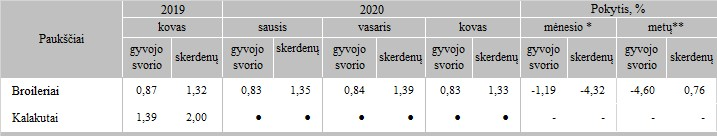 Paukščiai 2019 2020 Pokytis, %
kovas sausis vasaris kovas mėnesio * metų**
gyvojo svorio skerdenų gyvojo svorio skerdenų gyvojo svorio skerdenų gyvojo svorio skerdenų gyvojo svorio skerdenų gyvojo svorio skerdenų
Broileriai 0,87 1,32 0,83 1,35 0,84 1,39 0,83 1,33 -1,19 -4,32 -4,60 0,76
Kalakutai 1,39 2,00 ● ● ● ● ● ● - - - -